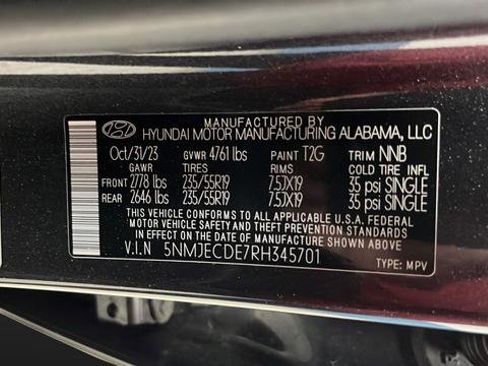 MANUFACTURED BY
HYUNDAI MOTOR MANUFACTURING ALABAMA, LLC
Oct/31/23 GVWR 4761 lbs PAINT T2G TRIM NNB
GAWR TIRES RIMS COLD TIRE INFL
FRONT 2778 lbs 235/55R19 7.5JX19 35 psi SINGLE
REAR 2646 lbs 235/55R19 7.5JX19 35 psi SINGLE
THIS VEHICLE CONFORMS TO ALL APPLICABLE U.S.A. FEDERAL
MOTOR VEHICLE SAFETY AND THEFT PREVENTION STANDARDS
IN EFFECT ON THE DATE OF MANUFACTURE SHOWN ABOVE.
V.I.N 5NMJECDE7RH345701
TYPE: MPV